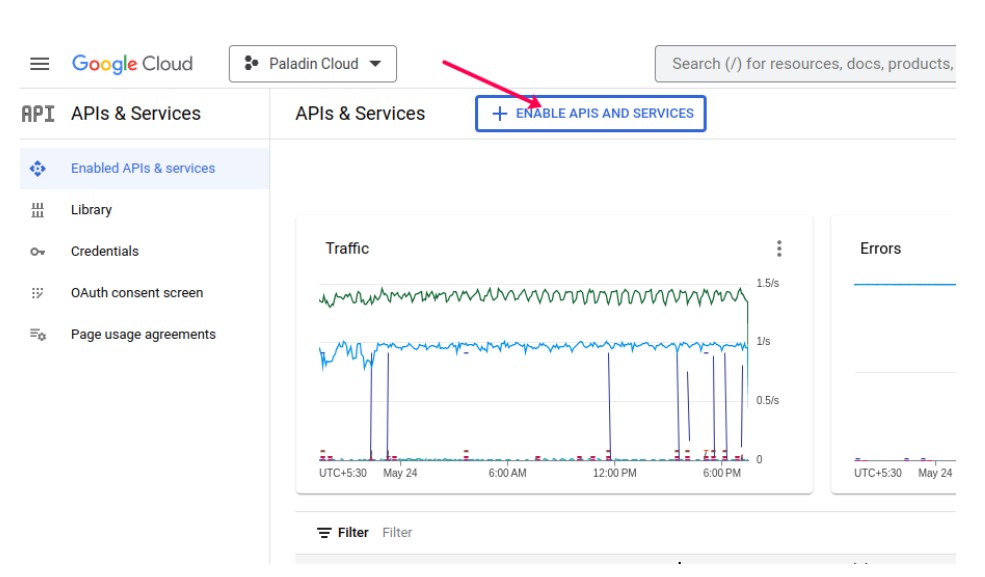 Google Cloud
Paladin Cloud
Search (/) for resources, docs, products,
API APIs & Services
APIs & Services
+ ENABLE APIS AND SERVICES
Enabled APIs & services
Library
Credentials
OAuth consent screen
Page usage agreements
Traffic
1.5/s
1/s
0.5/s
0
UTC+5:30 May 24 6:00 AM 12:00 PM 6:00 PM
Errors
UTC+5:30 May 24
Filter Filter